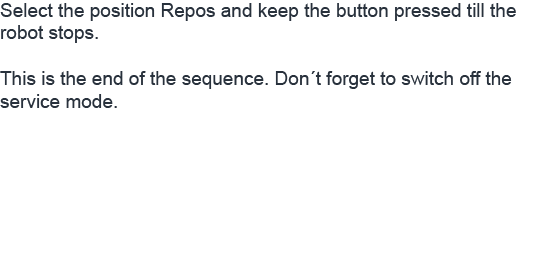 Select the position Repos and keep the button pressed till the
robot stops.
This is the end of the sequence. Don´t forget to switch off the
service mode.